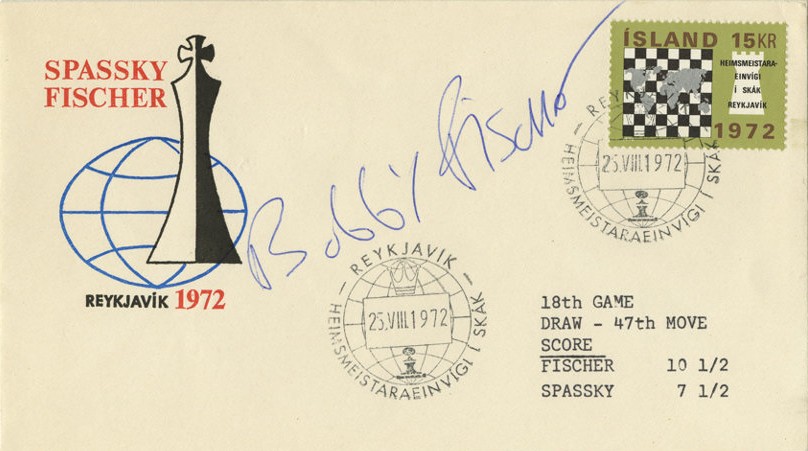 SPASSKY
FISCHER
REYKJAVÍK 1972
Bobby Fischer
ÍSLAND 15KR
HEIMSMEISTARA-
EINVÍGI
Í SKÁK
REYKJAVÍK
1972
REYKJAVÍK
25.VIII.1972
HEIMSMEISTARAEINVÍGI Í SKÁK
REYKJAVÍK
25.VIII.1972
HEIMSMEISTARAEINVÍGI Í SKÁK
18th GAME
DRAW - 47th MOVE
SCORE
FISCHER 10 1/2
SPASSKY 7 1/2